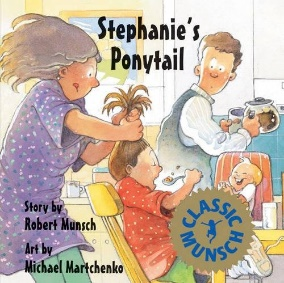 Stephanie's
Ponytail
Story by
Robert Munsch
Art by
Michael Martchenko
CLASSIC
MUNSCH